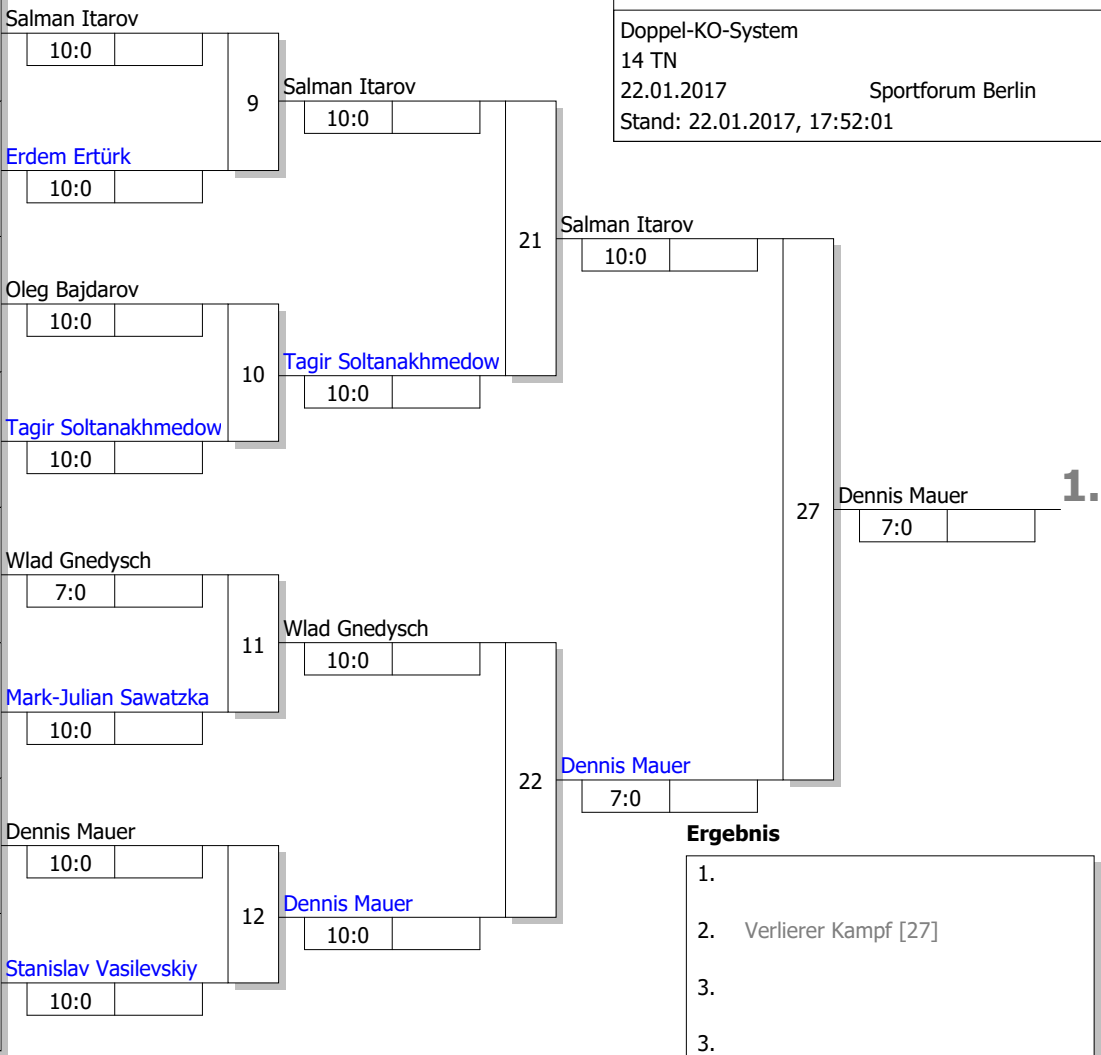 Doppel-KO-System
14 TN
22.01.2017 Sportforum Berlin
Stand: 22.01.2017, 17:52:01
Salman Itarov
10:0
9
Erdem Ertürk
10:0
Salman Itarov
10:0
Oleg Bajdarov
10:0
10
Tagir Soltanakhmedow
10:0
Tagir Soltanakhmedow
10:0
21
Salman Itarov
10:0
Wlad Gnedysch
7:0
11
Mark-Julian Sawatzka
10:0
Wlad Gnedysch
10:0
Dennis Mauer
10:0
12
Stanislav Vasilevskiy
10:0
Dennis Mauer
10:0
22
Dennis Mauer
7:0
27
Dennis Mauer
7:0
1.
Ergebnis
1.
2. Verlierer Kampf [27]
3.
3.